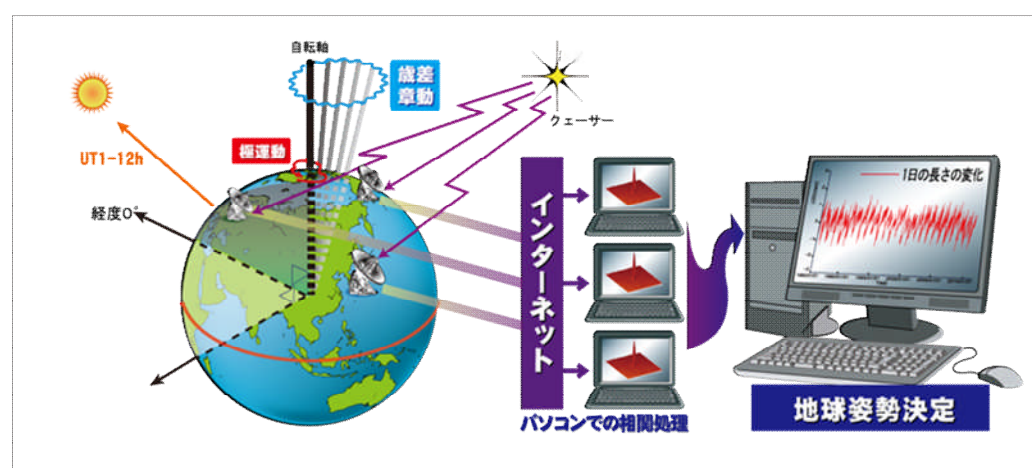 自転軸
歳差
章動
クェーサー
UT1-12h
極運動
経度0°
インターネット
1日の長さの変化
パソコンでの相関処理
地球姿勢決定